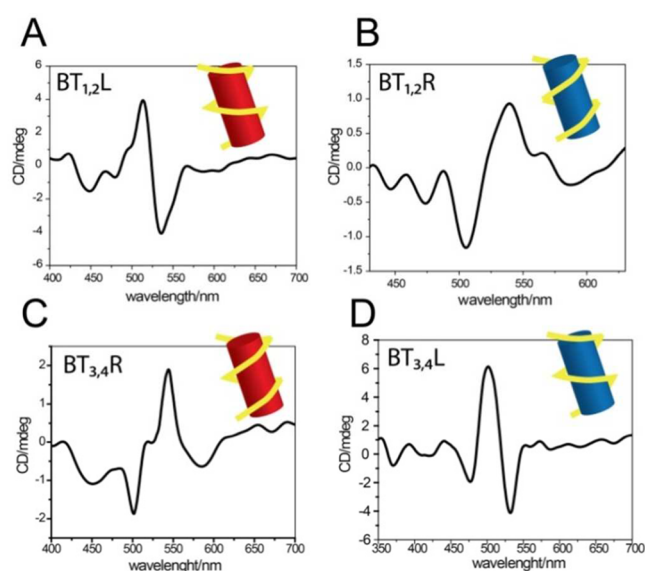 A
BT1,2L
6
4
2
0
-2
-4
-6
CD/mdeg
400 450 500 550 600 650 700
wavelength/nm
B
BT1,2R
1.5
1.0
0.5
0.0
-0.5
-1.0
-1.5
CD/mdeg
450 500 550 600
wavelength/nm
C
BT3,4R
2
1
0
-1
-2
CD/mdeg
400 450 500 550 600 650 700
wavelenght/nm
D
BT3,4L
8
6
4
2
0
-2
-4
-6
CD/mdeg
350 400 450 500 550 600 650 700
wavelenght/nm